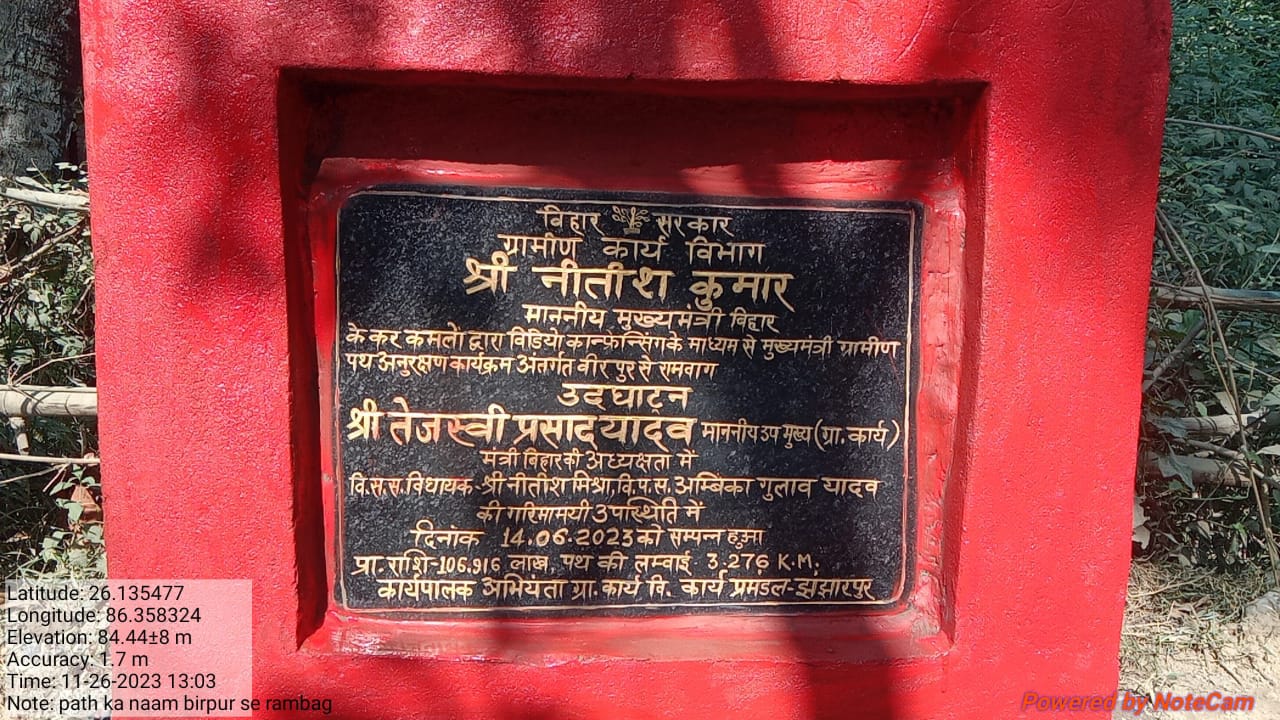 बिहार सरकार
ग्रामीण कार्य विभाग
श्री नीतीश कुमार
माननीय मुख्यमंत्री बिहार
के कर कमलों द्वारा विडियो कान्फ्रेन्सिंग के माध्यम से मुख्यमंत्री ग्रामीण
पथ अनुरक्षण कार्यक्रम अंतर्गत वीरपुर से रामवाग
उदघाटन
श्री तेजस्वी प्रसाद यादव माननीय उप मुख्य (ग्रा. कार्य)
मंत्री बिहार की अध्यक्षता में
वि.स.स. विधायक-श्री नीतीश मिश्रा, वि.प.स. अम्बिका गुलाव यादव
की गरिमामयी उपस्थिति में
दिनांक 14.06.2023 को सम्पन्न हुआ
प्रा. राशि-106.916 लाख, पथ की लम्बाई 3.276 K.M.
कार्यपालक अभियंता ग्रा. कार्य वि. कार्य प्रमडल-झंझारपुर
Latitude: 26.135477
Longitude: 86.358324
Elevation: 84.44±8 m
Accuracy: 1.7 m
Time: 11-26-2023 13:03
Note: path ka naam birpur se rambag
Powered by NoteCam